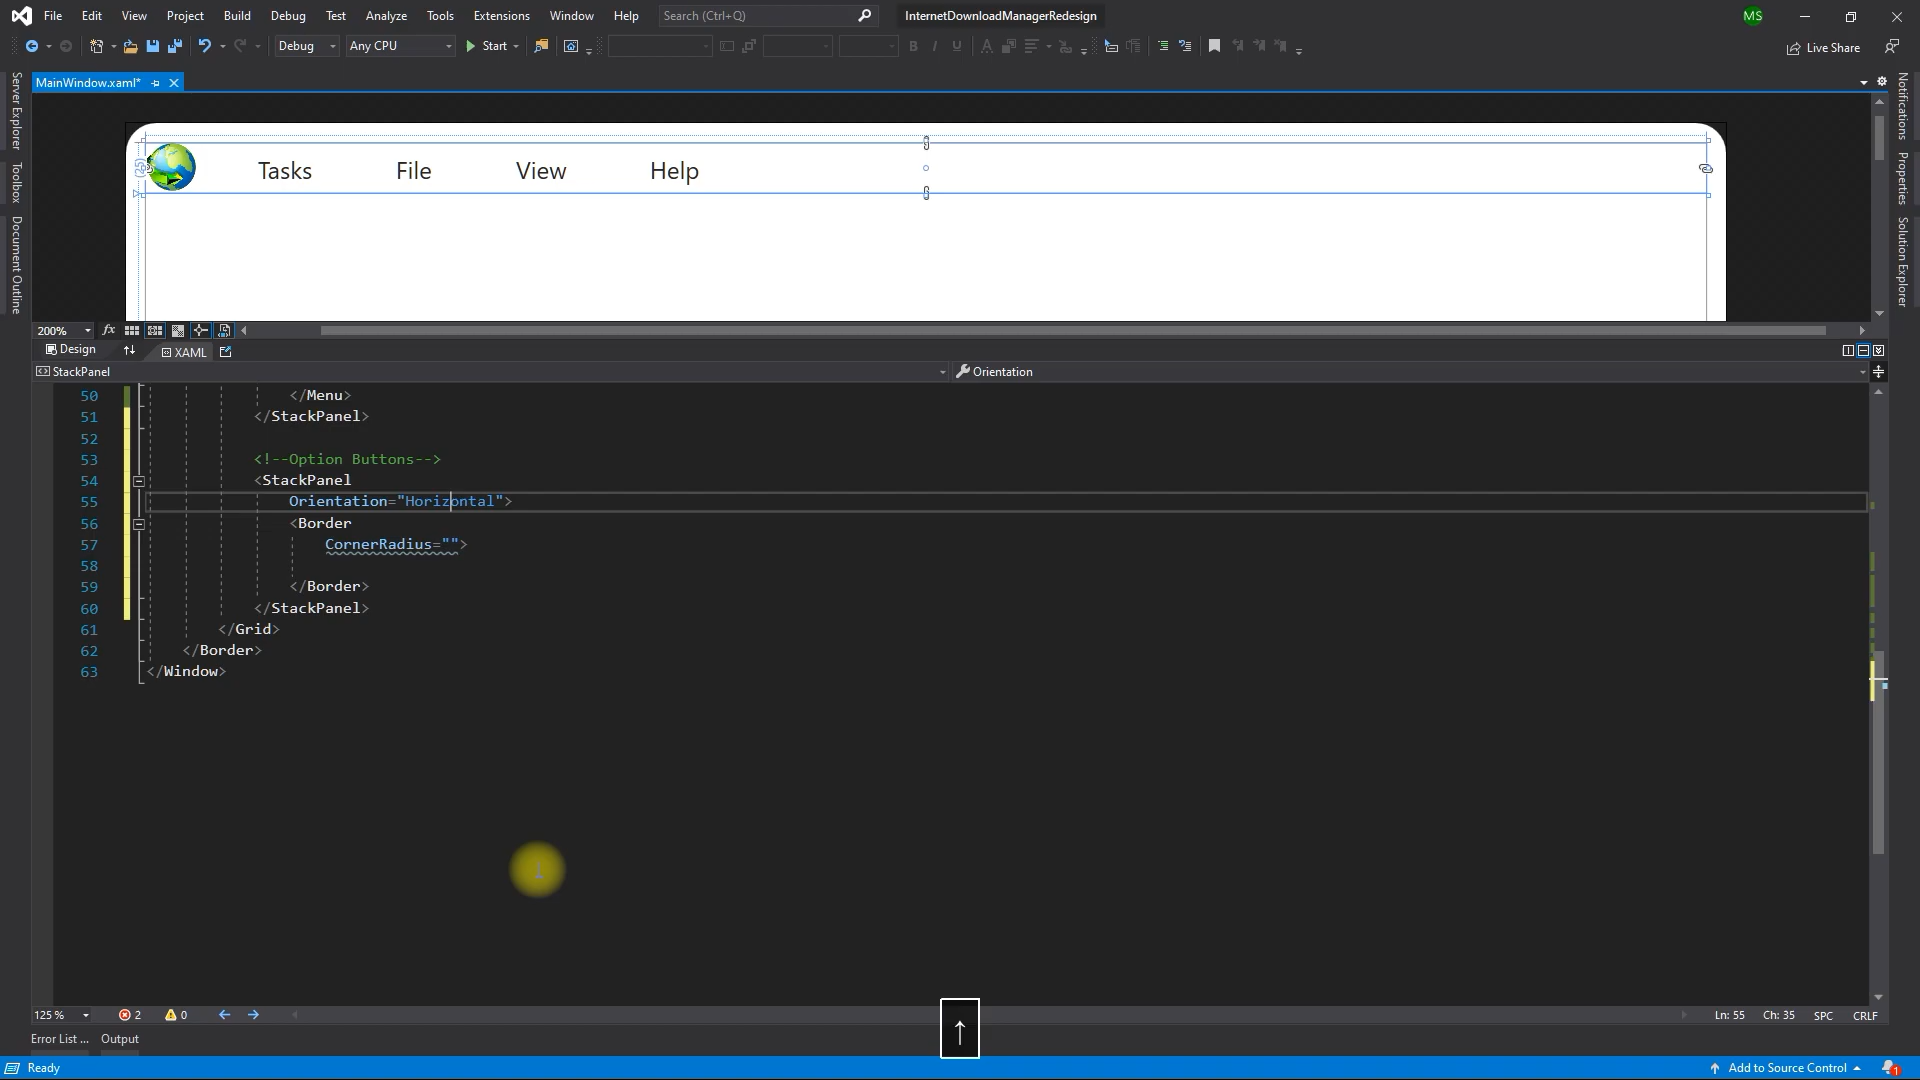 File Edit View Project Build Debug Test Analyze Tools Extensions Window Help Search (Ctrl+Q) InternetDownloadManagerRedesign MS
Debug Any CPU Start B I U A Live Share
MainWindow.xaml*
Server Explorer
Toolbox
Document Outline
Notifications
Properties
Solution Explorer
25
Tasks File View Help
200% fx
Design XAML
StackPanel Orientation
50 </Menu>
51 </StackPanel>
52
53 <!--Option Buttons-->
54 <StackPanel
55 Orientation="Horizontal">
56 <Border
57 CornerRadius="">
58
59 </Border>
60 </StackPanel>
61 </Grid>
62 </Border>
63 </Window>
↑
125 % 2 0 Ln: 55 Ch: 35 SPC CRLF
Error List ... Output
Ready Add to Source Control 1